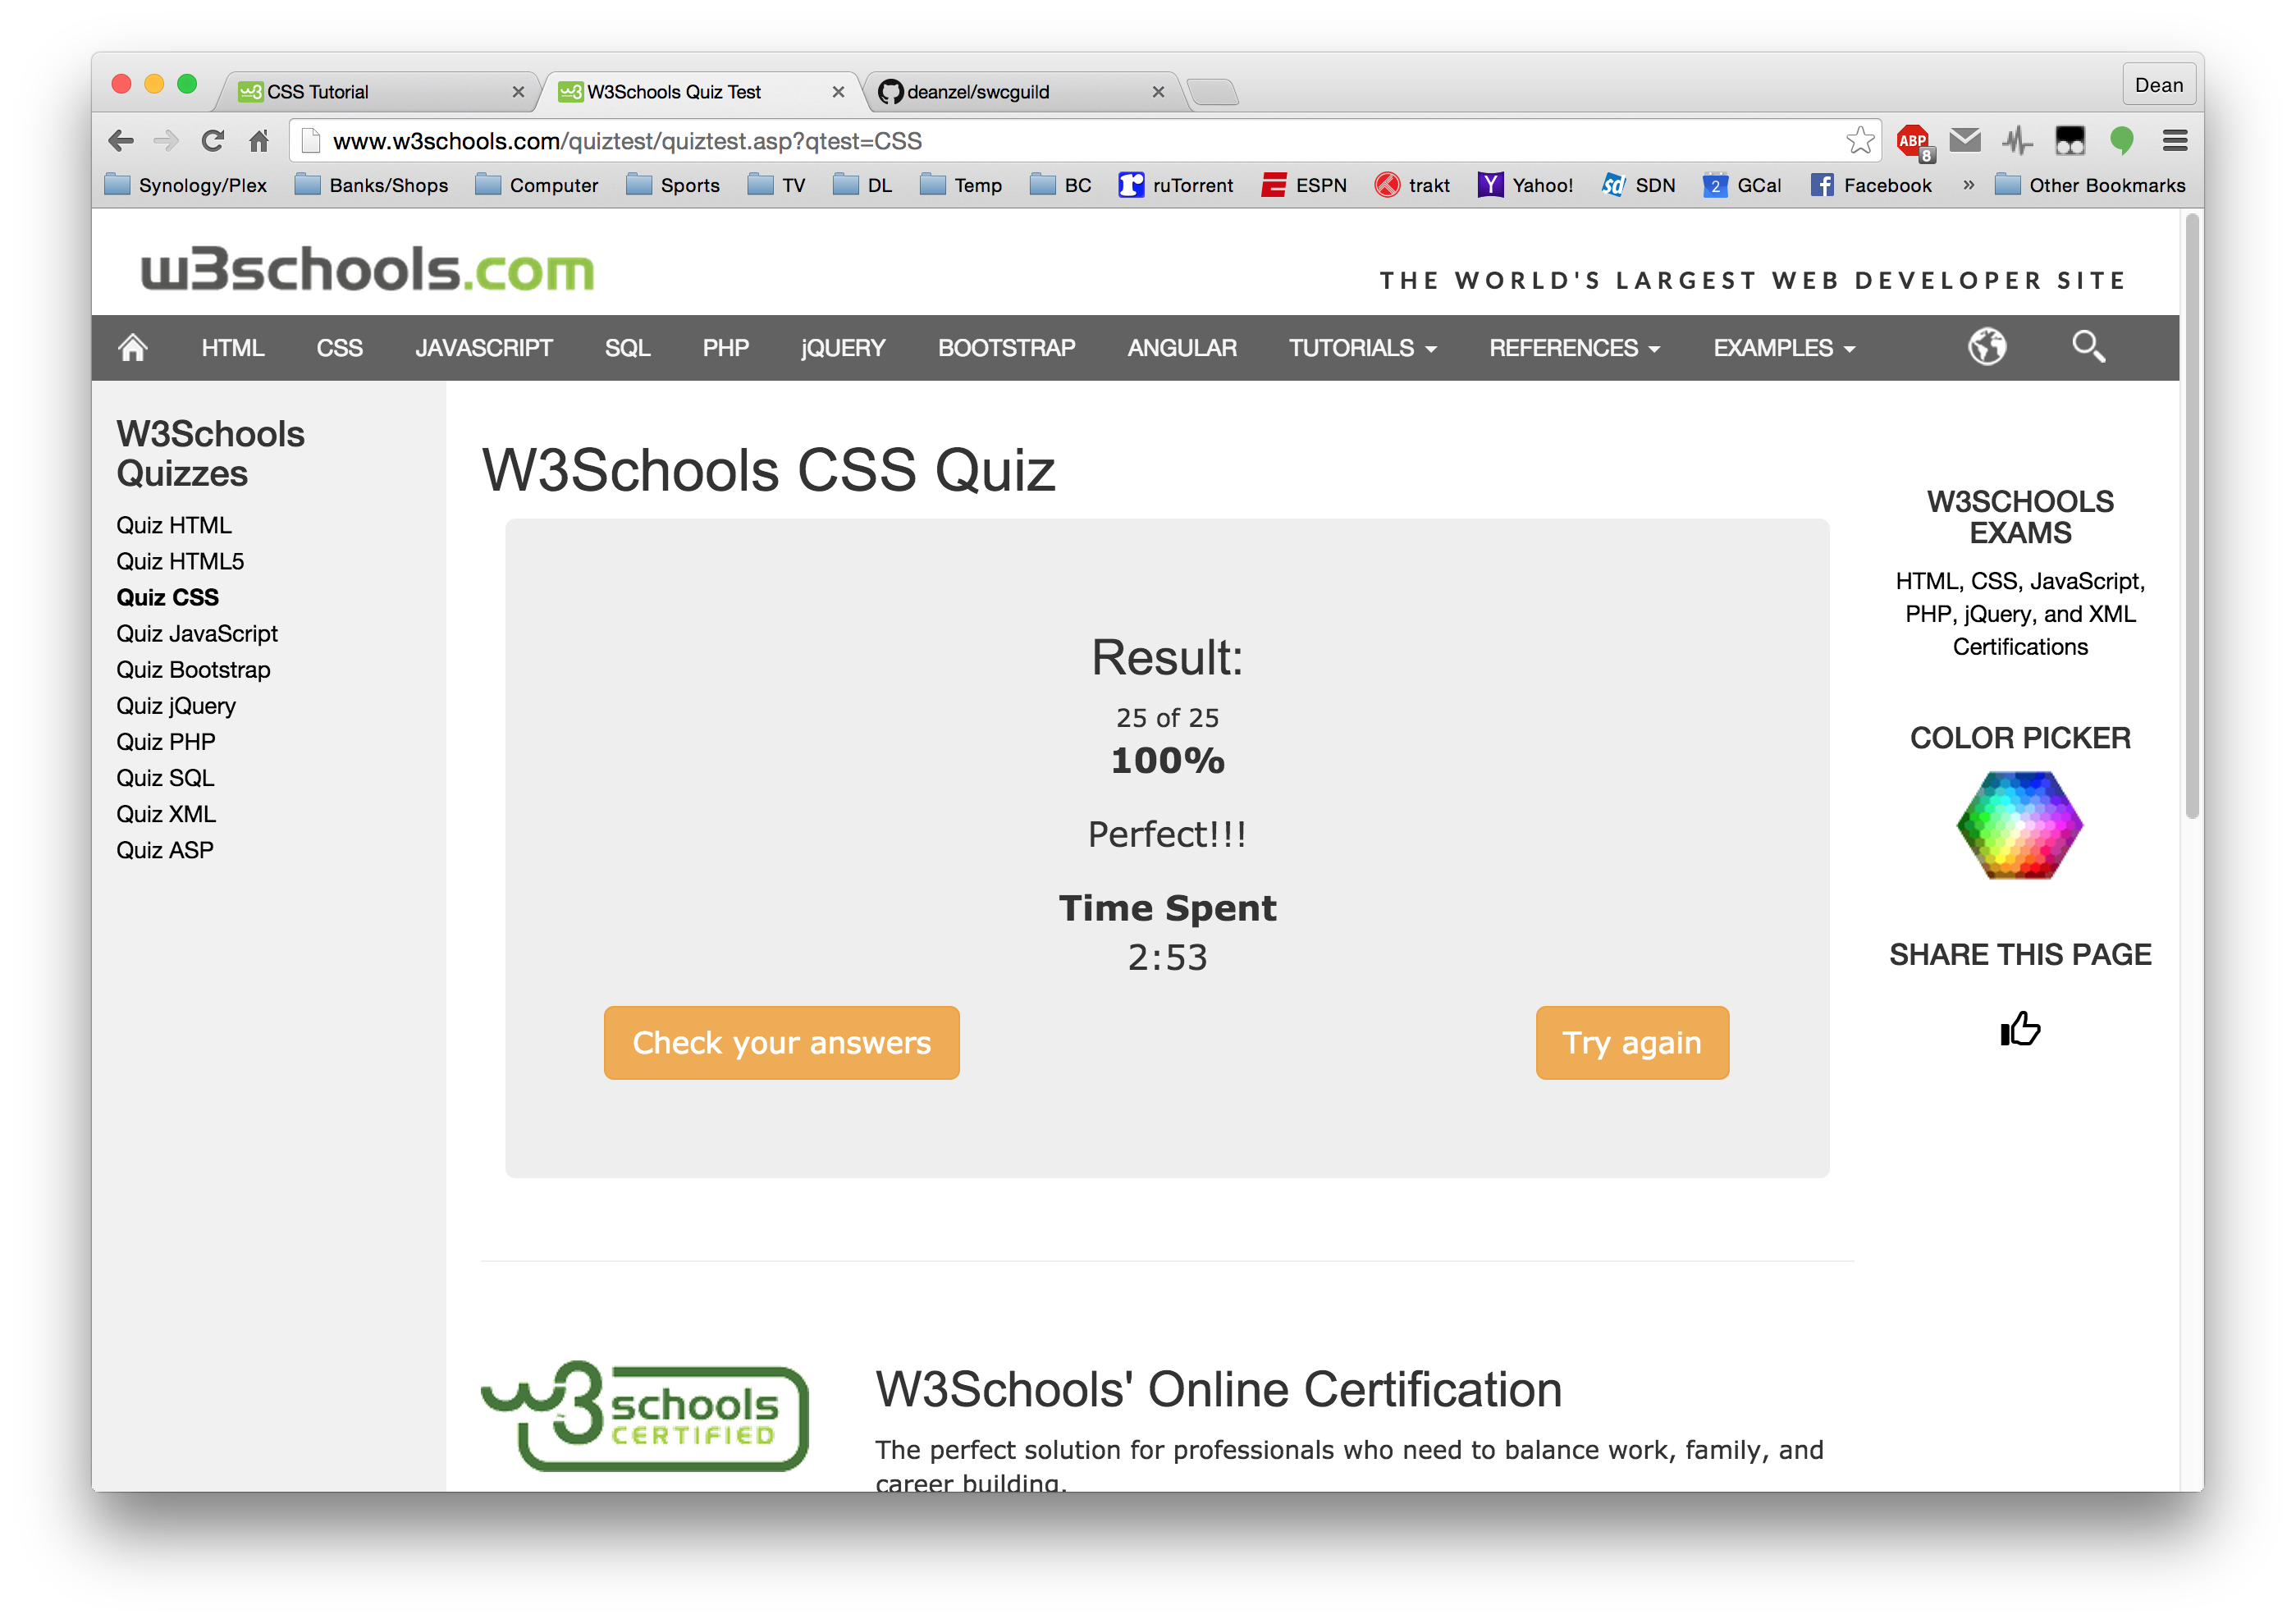 CSS Tutorial
W3Schools Quiz Test
deanzel/swcguild
Dean
www.w3schools.com/quiztest/quiztest.asp?qtest=CSS
ABP
8
Synology/Plex
Banks/Shops
Computer
Sports
TV
DL
Temp
BC
ruTorrent
ESPN
trakt
Yahoo!
SDN
2
GCal
Facebook
»
Other Bookmarks
w3schools.com
THE WORLD'S LARGEST WEB DEVELOPER SITE
HTML
CSS
JAVASCRIPT
SQL
PHP
jQUERY
BOOTSTRAP
ANGULAR
TUTORIALS
REFERENCES
EXAMPLES
W3Schools
Quizzes
Quiz HTML
Quiz HTML5
Quiz CSS
Quiz JavaScript
Quiz Bootstrap
Quiz jQuery
Quiz PHP
Quiz SQL
Quiz XML
Quiz ASP
W3Schools CSS Quiz
Result:
25 of 25
100%
Perfect!!!
Time Spent
2:53
Check your answers
Try again
W3SCHOOLS
EXAMS
HTML, CSS, JavaScript,
PHP, jQuery, and XML
Certifications
COLOR PICKER
SHARE THIS PAGE
w3schools
CERTIFIED
W3Schools' Online Certification
The perfect solution for professionals who need to balance work, family, and
career building.